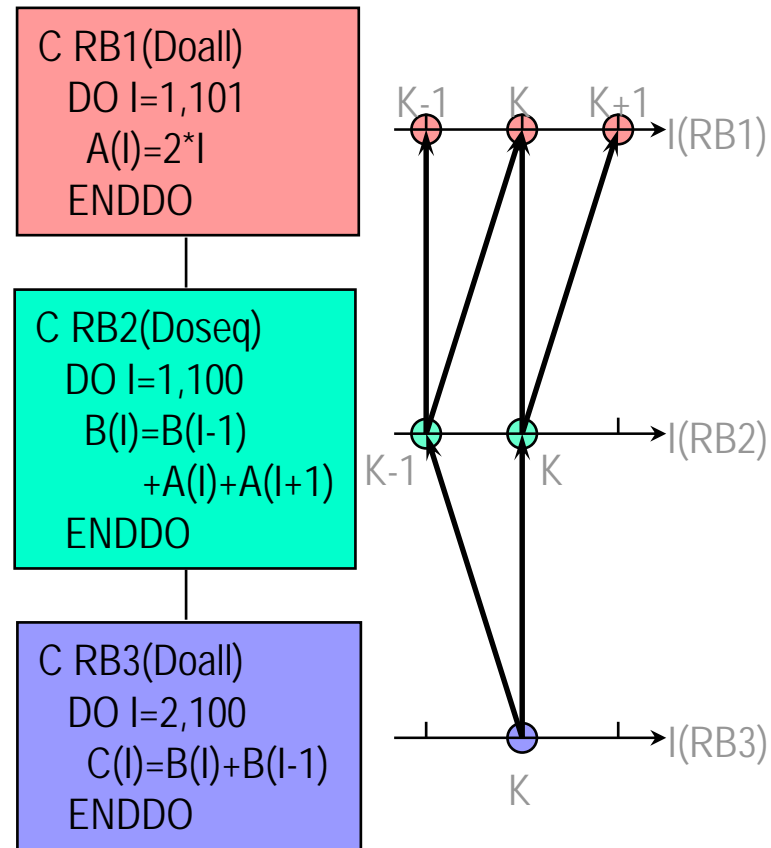 C RB1(Doall)
DO I=1,101
A(I)=2*I
ENDDO
K-1 K K+1
I(RB1)
C RB2(Doseq)
DO I=1,100
B(I)=B(I-1)
+A(I)+A(I+1)
ENDDO
I(RB2)
K-1 K
C RB3(Doall)
DO I=2,100
C(I)=B(I)+B(I-1)
ENDDO
I(RB3)
K